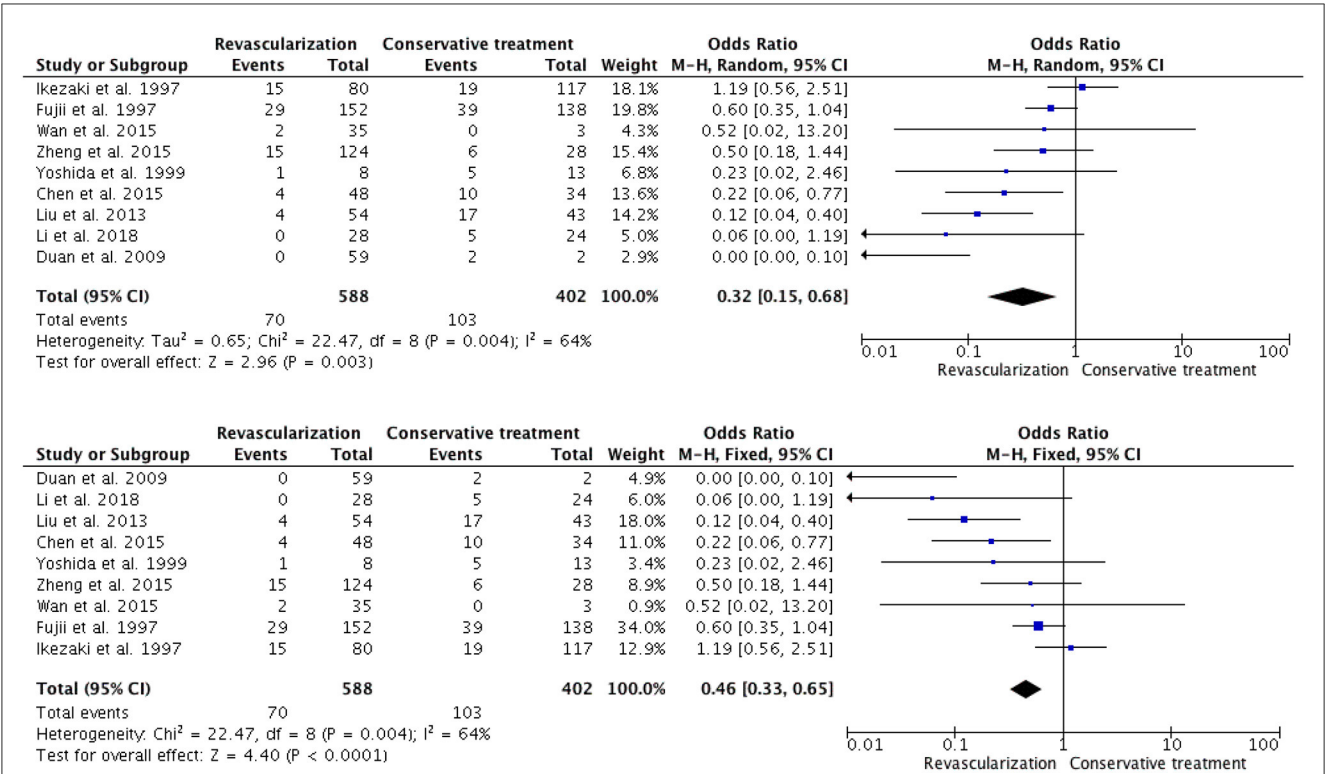 Revascularization Conservative treatment Odds Ratio Odds Ratio
Study or Subgroup Events Total Events Total Weight M-H, Random, 95% CI M-H, Random, 95% CI
Ikezaki et al. 1997 15 80 19 117 18.1% 1.19 [0.56, 2.51]
Fujii et al. 1997 29 152 39 138 19.8% 0.60 [0.35, 1.04]
Wan et al. 2015 2 35 0 3 4.3% 0.52 [0.02, 13.20]
Zheng et al. 2015 15 124 6 28 15.4% 0.50 [0.18, 1.44]
Yoshida et al. 1999 1 8 5 13 6.8% 0.23 [0.02, 2.46]
Chen et al. 2015 4 48 10 34 13.6% 0.22 [0.06, 0.77]
Liu et al. 2013 4 54 17 43 14.2% 0.12 [0.04, 0.40]
Li et al. 2018 0 28 5 24 5.0% 0.06 [0.00, 1.19]
Duan et al. 2009 0 59 2 2 2.9% 0.00 [0.00, 0.10]
Total (95% CI) 588 402 100.0% 0.32 [0.15, 0.68]
Total events 70 103
Heterogeneity: Tau² = 0.65; Chi² = 22.47, df = 8 (P = 0.004); I² = 64%
Test for overall effect: Z = 2.96 (P = 0.003)
0.01 0.1 1 10 100
Revascularization Conservative treatment
Revascularization Conservative treatment Odds Ratio Odds Ratio
Study or Subgroup Events Total Events Total Weight M-H, Fixed, 95% CI M-H, Fixed, 95% CI
Duan et al. 2009 0 59 2 2 4.9% 0.00 [0.00, 0.10]
Li et al. 2018 0 28 5 24 6.0% 0.06 [0.00, 1.19]
Liu et al. 2013 4 54 17 43 18.0% 0.12 [0.04, 0.40]
Chen et al. 2015 4 48 10 34 11.0% 0.22 [0.06, 0.77]
Yoshida et al. 1999 1 8 5 13 3.4% 0.23 [0.02, 2.46]
Zheng et al. 2015 15 124 6 28 8.9% 0.50 [0.18, 1.44]
Wan et al. 2015 2 35 0 3 0.9% 0.52 [0.02, 13.20]
Fujii et al. 1997 29 152 39 138 34.0% 0.60 [0.35, 1.04]
Ikezaki et al. 1997 15 80 19 117 12.9% 1.19 [0.56, 2.51]
Total (95% CI) 588 402 100.0% 0.46 [0.33, 0.65]
Total events 70 103
Heterogeneity: Chi² = 22.47, df = 8 (P = 0.004); I² = 64%
Test for overall effect: Z = 4.40 (P < 0.0001)
0.01 0.1 1 10 100
Revascularization Conservative treatment